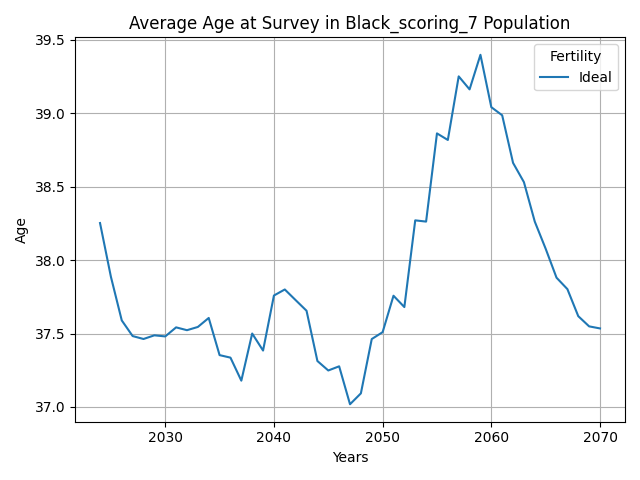 Average Age at Survey in Black_scoring_7 Population
Fertility
Ideal
39.5
39.0
38.5
38.0
37.5
37.0
Age
2030 2040 2050 2060 2070
Years